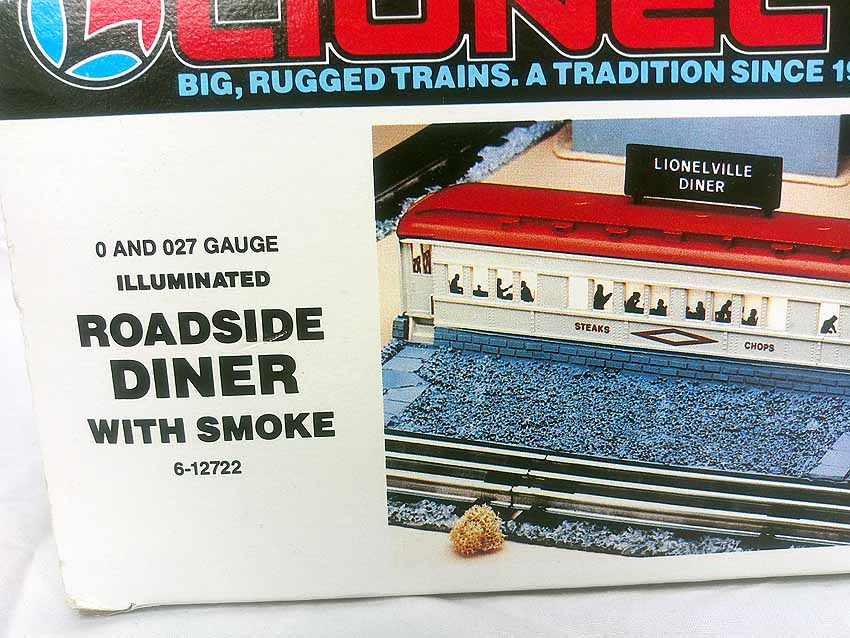 LIONEL
BIG, RUGGED TRAINS. A TRADITION SINCE 19
LIONELVILLE
DINER
0 AND 027 GAUGE
ILLUMINATED
ROADSIDE
DINER
WITH SMOKE
6-12722
STEAKS
CHOPS